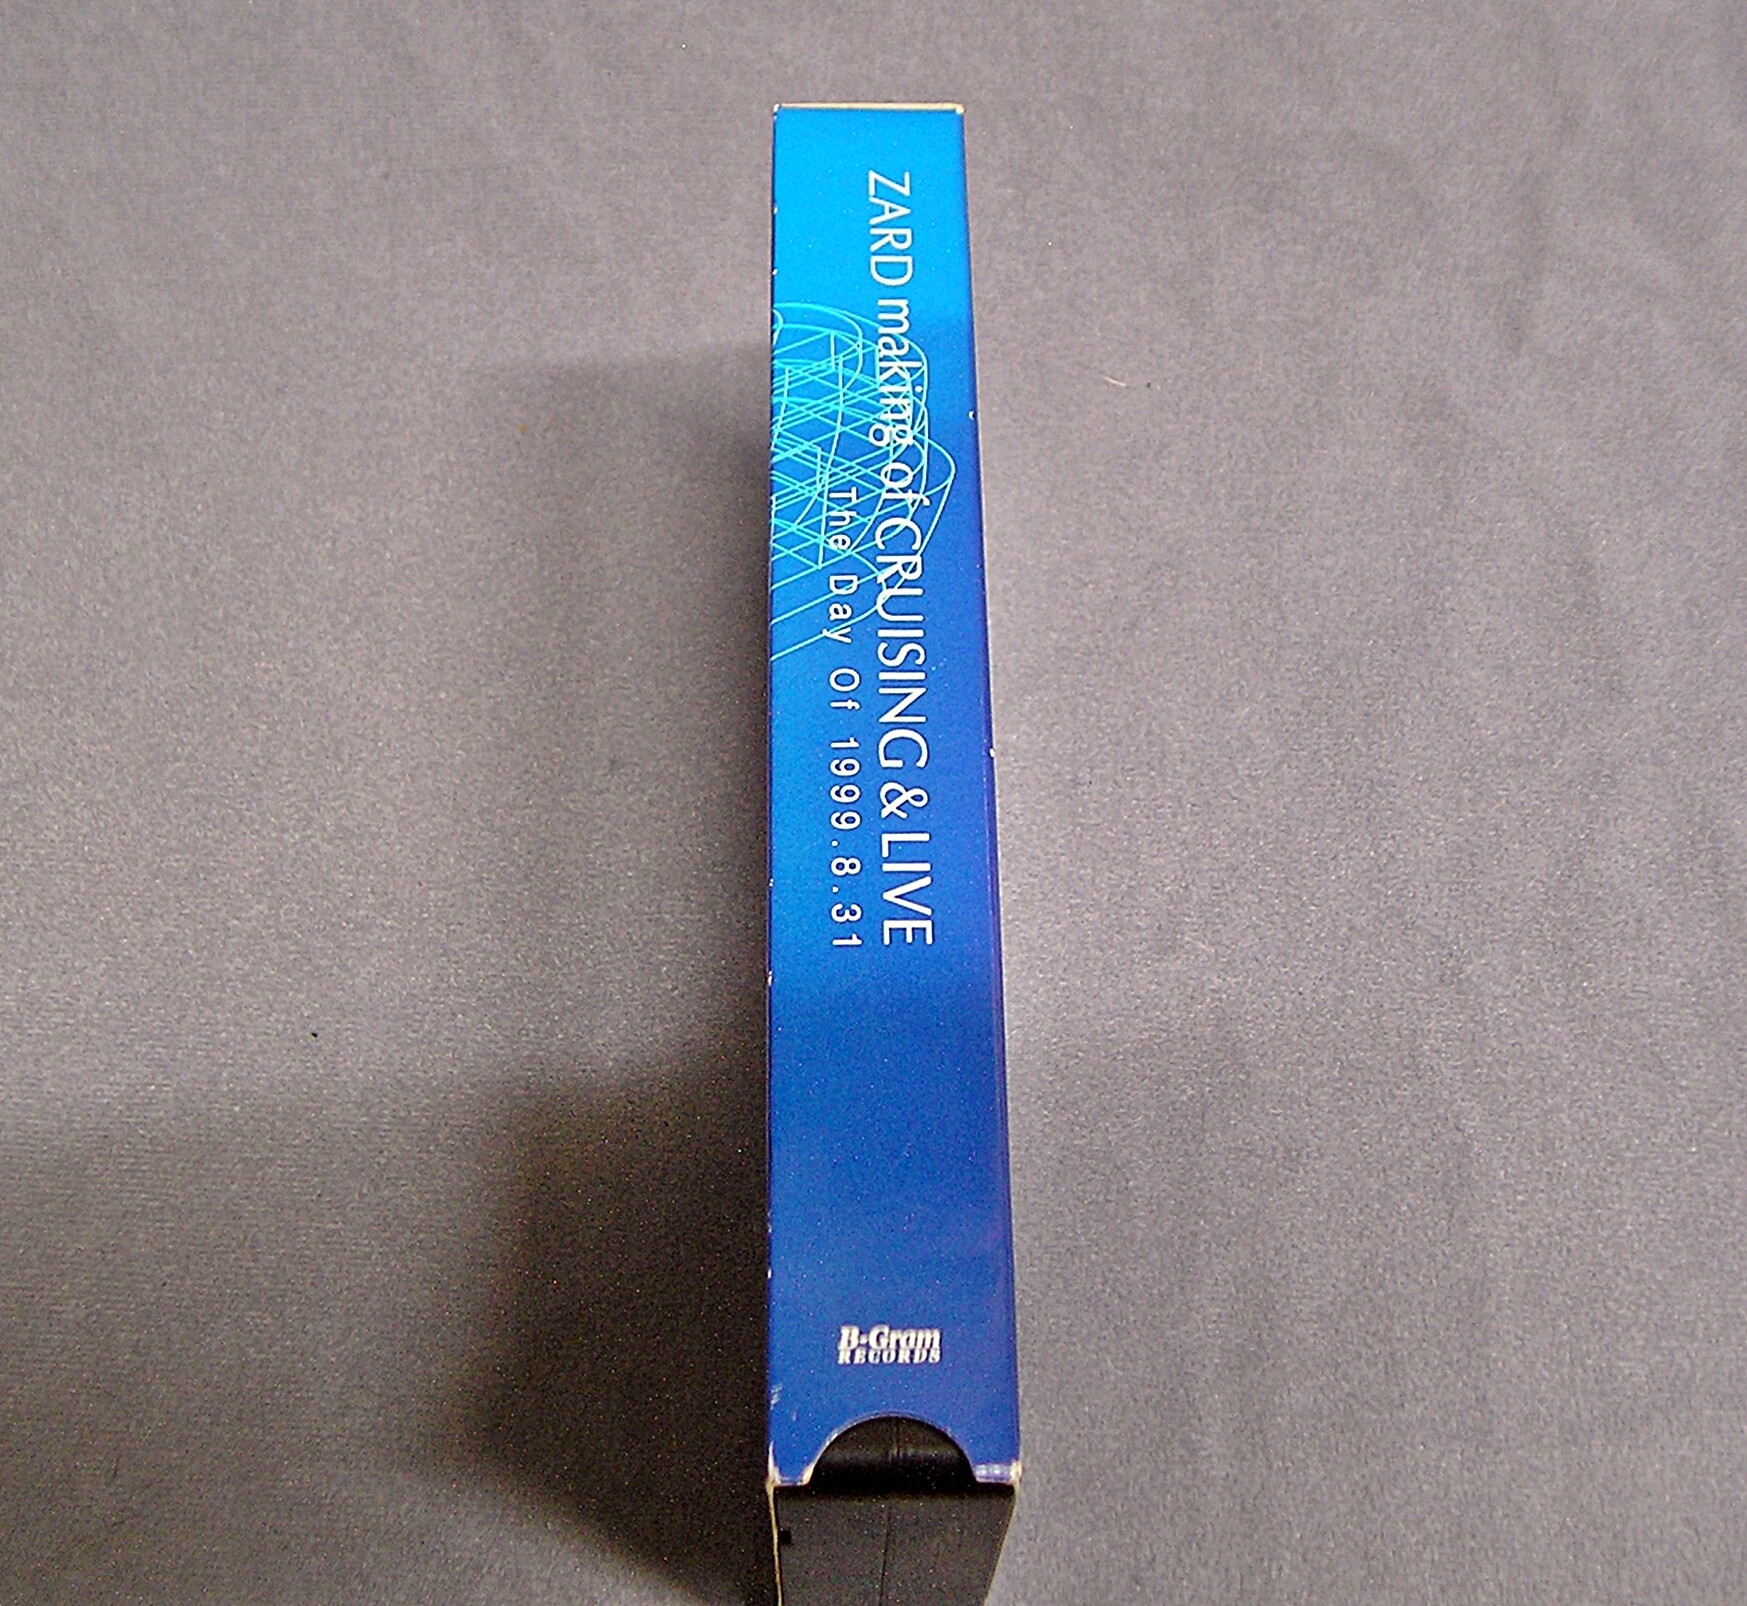 ZARD making of CRUISING & LIVE
The Day Of 1999.8.31
B-Gram
RECORDS